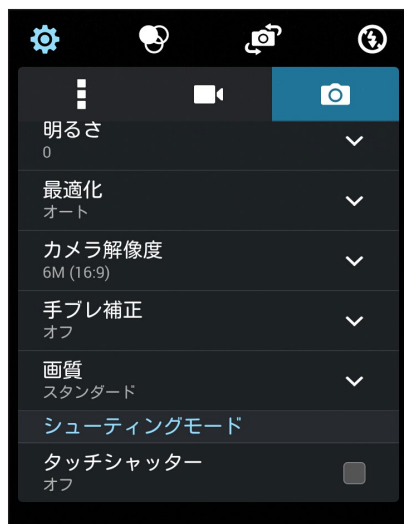 明るさ
0
最適化
オート
カメラ解像度
6M (16:9)
手ブレ補正
オフ
画質
スタンダード
シューティングモード
タッチシャッター
オフ